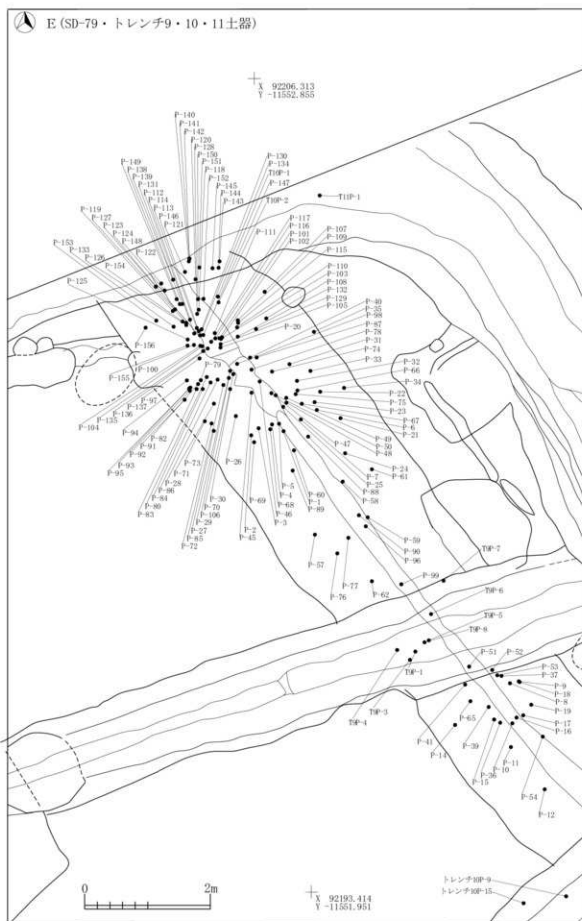 E (SD-79・トレンチ9・10・11土器)
X 92206.313
Y -11552.855
P-140
P-141
P-142
P-120
P-128
P-150
P-151
P-118
P-152
P-145
P-144
P-143
P-130
P-134
T10P-1
P-147
T10P-2
T11P-1
P-149
P-138
P-139
P-131
P-112
P-114
P-113
P-146
P-121
P-119
P-127
P-123
P-124
P-148
P-122
P-153
P-133
P-126
P-154
P-125
P-111
P-117
P-116
P-101
P-102
P-107
P-109
P-115
P-110
P-103
P-108
P-132
P-129
P-105
P-20
P-40
P-35
P-98
P-87
P-78
P-74
P-31
P-33
P-32
P-66
P-34
P-22
P-75
P-23
P-67
P-6
P-21
P-156
P-100
P-155
P-79
P-97
P-137
P-136
P-135
P-104
P-94
P-82
P-91
P-92
P-93
P-95
P-73
P-71
P-28
P-86
P-84
P-80
P-83
P-26
P-30
P-70
P-106
P-29
P-27
P-85
P-72
P-69
P-2
P-45
P-5
P-4
P-68
P-46
P-3
P-60
P-1
P-89
P-47
P-49
P-50
P-48
P-24
P-61
P-7
P-25
P-88
P-58
P-59
P-90
P-96
P-57
P-77
P-76
P-62
P-99
T9P-7
T9P-6
T9P-5
T9P-8
T9P-1
T9P-3
T9P-4
P-51
P-52
P-53
P-37
P-9
P-18
P-8
P-19
P-17
P-16
P-65
P-41
P-14
P-39
P-36
P-15
P-10
P-11
P-54
P-12
トレンチ10P-9
トレンチ10P-15
0
2m
X 92193.414
Y -11551.951